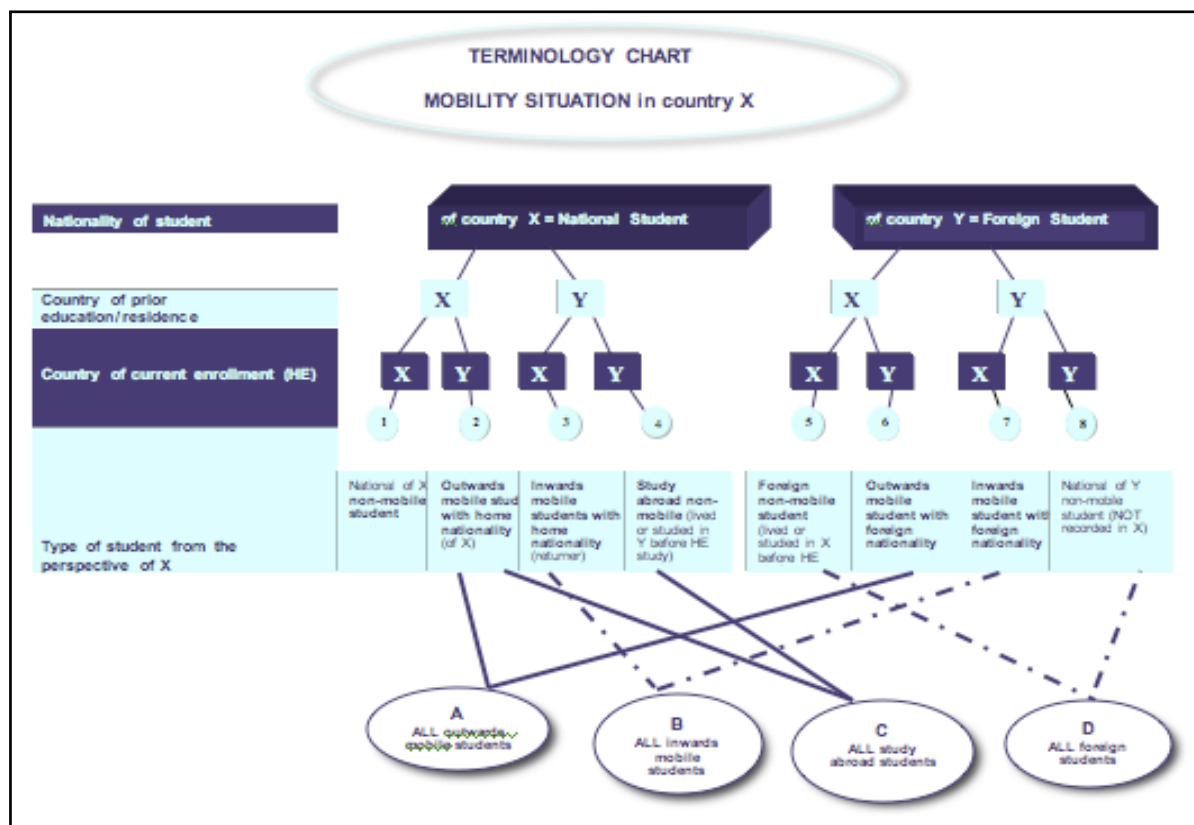 TERMINOLOGY CHART
MOBILITY SITUATION in country X
Nationality of student
of country X = National Student
of country Y = Foreign Student
Country of prior
education/residence
X
Y
X
Y
Country of current enrollment (HE)
X
Y
X
Y
X
Y
X
Y
1
2
3
4
5
6
7
8
Type of student from the
perspective of X
National of X
non-mobile
student
Outwards
mobile stud
with home
nationality
(of X)
Inwards
mobile
students with
home
nationality
(returner)
Study
abroad non-
mobile (lived
or studied in
Y before HE
study)
Foreign
non-mobile
student
(lived or
studied in X
before HE
Outwards
mobile
student with
foreign
nationality
Inwards
mobile
student with
foreign
nationality
National of Y
non-mobile
student (NOT
recorded in X)
A
ALL outwards
mobile students
B
ALL inwards
mobile
students
C
ALL study
abroad students
D
ALL foreign
students